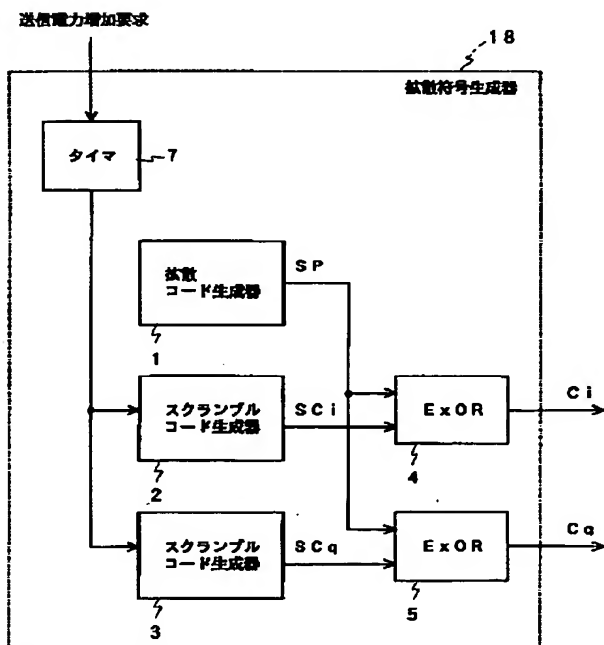 送信電力増加要求
18
拡散符号生成器
タイマ
7
拡散
コード生成器
SP
1
スクランブル
コード生成器
SCi
ExOR
Ci
2
4
スクランブル
コード生成器
SCq
ExOR
Cq
3
5